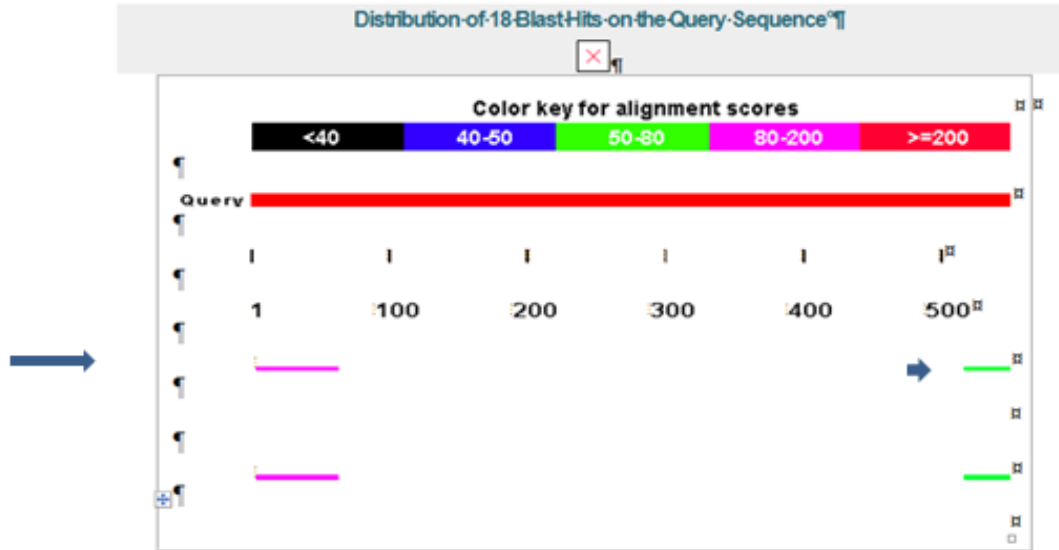 Distribution·of·18·Blast·Hits·on·the·Query·Sequence°¶
¶
Color key for alignment scores ¤ ¤
<40 40-50 50-80 80-200 >=200
¶
Query ¤
¶
¤
¶
1 100 200 300 400 500¤
¶
¤
¶
¤
¶
¤
¶
¤